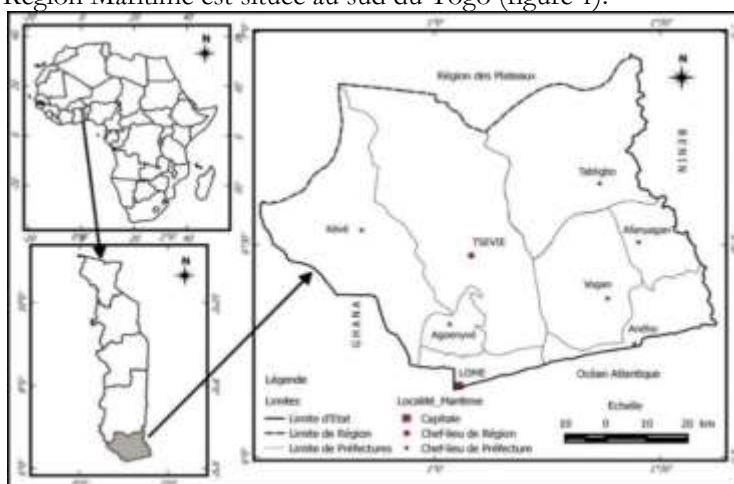 Région Maritime est située au sud du Togo (figure 1).
N
N
N
Région des Plateaux
BENIN
Tabligbo
Kévé
TSEVIE
Afanyagan
Vogan
Agoenyvé
Aného
GHANA
LOME
Océan Atlantique
Légende
Limites
Limite d'Etat
Limite de Région
Limite de Préfectures
Localité_Maritime
Capitale
Chef-lieu de Région
Chef-lieu de Préfecture
Echelle
10 0 10 20 km